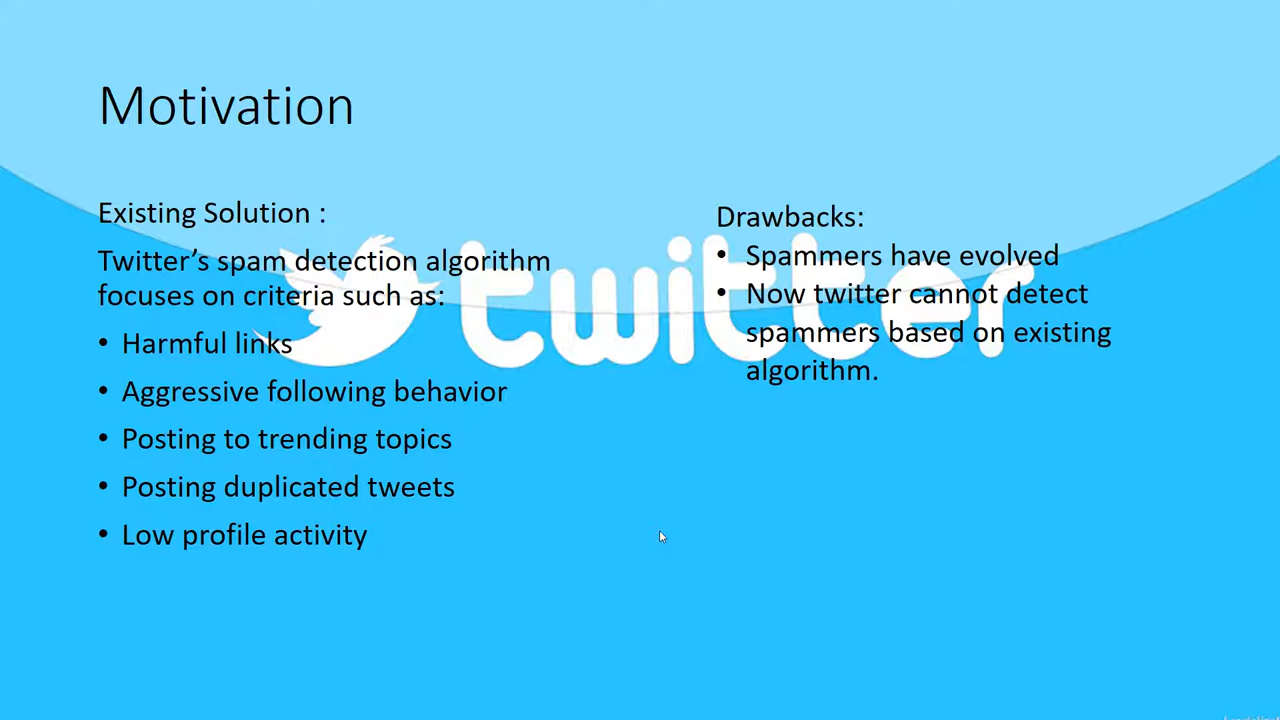 Motivation
Existing Solution :
Twitter’s spam detection algorithm
focuses on criteria such as:
• Harmful links
• Aggressive following behavior
• Posting to trending topics
• Posting duplicated tweets
• Low profile activity
Drawbacks:
• Spammers have evolved
• Now twitter cannot detect
spammers based on existing
algorithm.
twitter